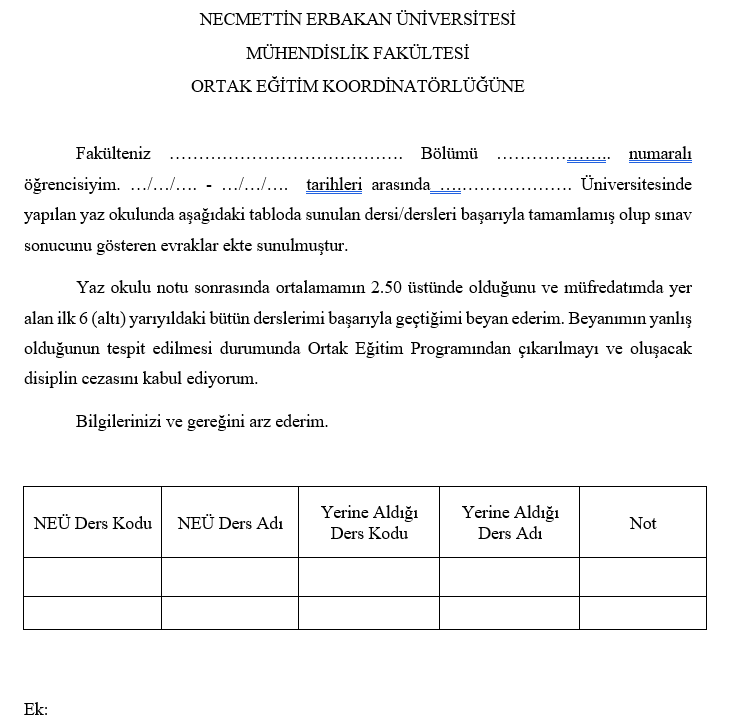 NECMETTİN ERBAKAN ÜNİVERSİTESİ
MÜHENDİSLİK FAKÜLTESİ
ORTAK EĞİTİM KOORDİNATÖRLÜĞÜNE
Fakülteniz …………………………………. Bölümü ………………….. numaralı
öğrencisiyim. …/…/…. - …/…/…. tarihleri arasında ….………………. Üniversitesinde
yapılan yaz okulunda aşağıdaki tabloda sunulan dersi/dersleri başarıyla tamamlamış olup sınav
sonucunu gösteren evraklar ekte sunulmuştur.
Yaz okulu notu sonrasında ortalamamın 2.50 üstünde olduğunu ve müfredatımda yer
alan ilk 6 (altı) yarıyıldaki bütün derslerimi başarıyla geçtiğimi beyan ederim. Beyanımın yanlış
olduğunun tespit edilmesi durumunda Ortak Eğitim Programından çıkarılmayı ve oluşacak
disiplin cezasını kabul ediyorum.
Bilgilerinizi ve gereğini arz ederim.
NEÜ Ders Kodu
NEÜ Ders Adı
Yerine Aldığı
Ders Kodu
Yerine Aldığı
Ders Adı
Not
Ek: